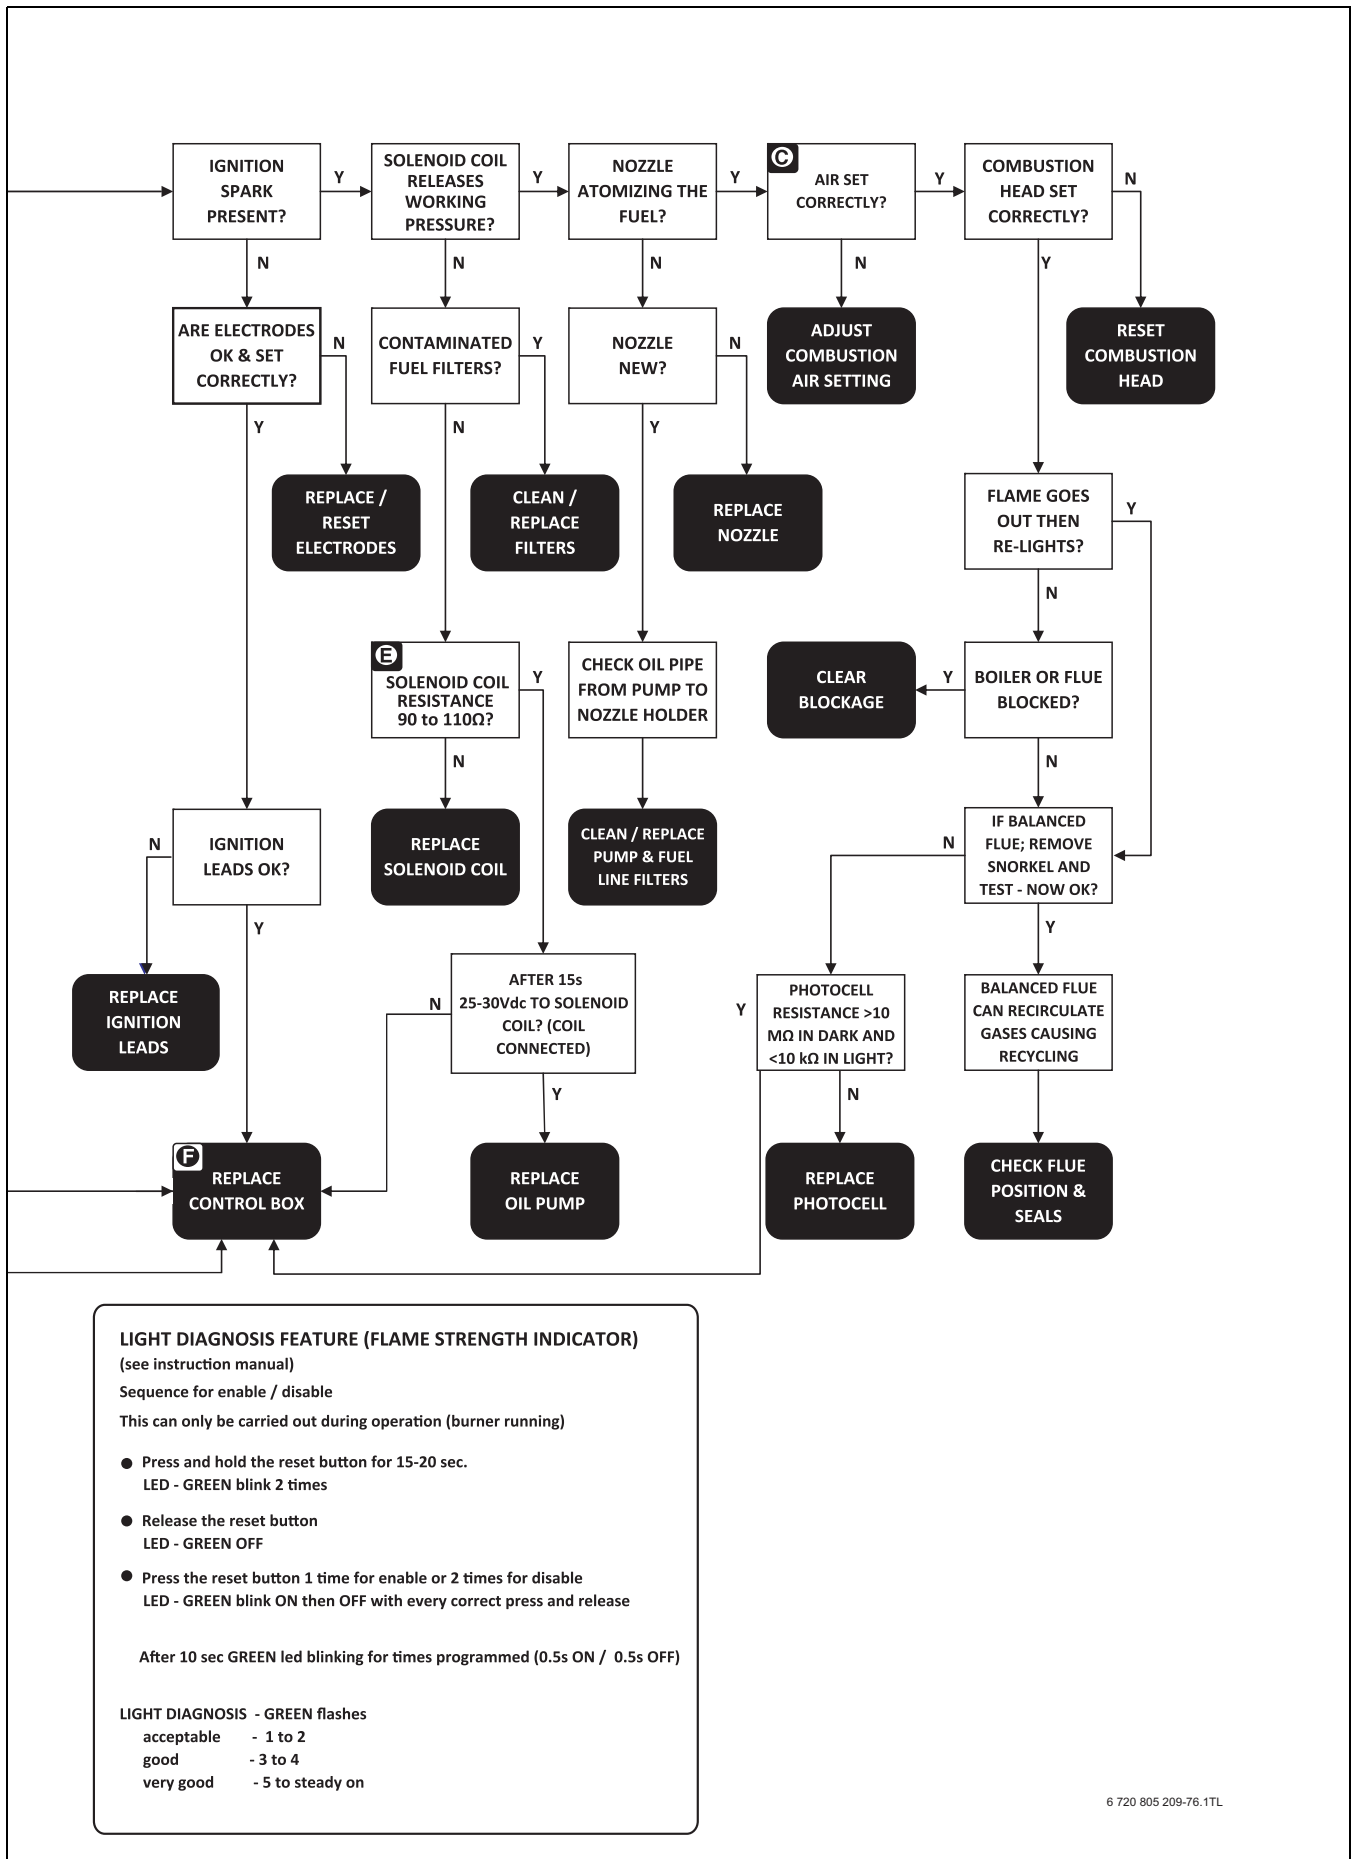 IGNITION
SPARK
PRESENT?
Y
SOLENOID COIL
RELEASES
WORKING
PRESSURE?
Y
NOZZLE
ATOMIZING THE
FUEL?
Y
C
AIR SET
CORRECTLY?
Y
COMBUSTION
HEAD SET
CORRECTLY?
N
N
N
N
N
Y
ARE ELECTRODES
OK & SET
CORRECTLY?
N
CONTAMINATED
FUEL FILTERS?
Y
NOZZLE
NEW?
N
ADJUST
COMBUSTION
AIR SETTING
RESET
COMBUSTION
HEAD
Y
N
Y
REPLACE /
RESET
ELECTRODES
CLEAN /
REPLACE
FILTERS
REPLACE
NOZZLE
FLAME GOES
OUT THEN
RE-LIGHTS?
Y
N
E
SOLENOID COIL
RESISTANCE
90 to 110Ω?
Y
CHECK OIL PIPE
FROM PUMP TO
NOZZLE HOLDER
CLEAR
BLOCKAGE
Y
BOILER OR FLUE
BLOCKED?
N
N
N
IGNITION
LEADS OK?
REPLACE
SOLENOID COIL
CLEAN / REPLACE
PUMP & FUEL
LINE FILTERS
N
IF BALANCED
FLUE; REMOVE
SNORKEL AND
TEST - NOW OK?
Y
Y
REPLACE
IGNITION
LEADS
N
AFTER 15s
25-30Vdc TO SOLENOID
COIL? (COIL
CONNECTED)
Y
PHOTOCELL
RESISTANCE >10
MΩ IN DARK AND
<10 kΩ IN LIGHT?
BALANCED FLUE
CAN RECIRCULATE
GASES CAUSING
RECYCLING
Y
N
F
REPLACE
CONTROL BOX
REPLACE
OIL PUMP
REPLACE
PHOTOCELL
CHECK FLUE
POSITION &
SEALS
LIGHT DIAGNOSIS FEATURE (FLAME STRENGTH INDICATOR)
(see instruction manual)
Sequence for enable / disable
This can only be carried out during operation (burner running)
● Press and hold the reset button for 15-20 sec.
LED - GREEN blink 2 times
● Release the reset button
LED - GREEN OFF
● Press the reset button 1 time for enable or 2 times for disable
LED - GREEN blink ON then OFF with every correct press and release
After 10 sec GREEN led blinking for times programmed (0.5s ON / 0.5s OFF)
LIGHT DIAGNOSIS - GREEN flashes
acceptable - 1 to 2
good - 3 to 4
very good - 5 to steady on
6 720 805 209-76.1TL